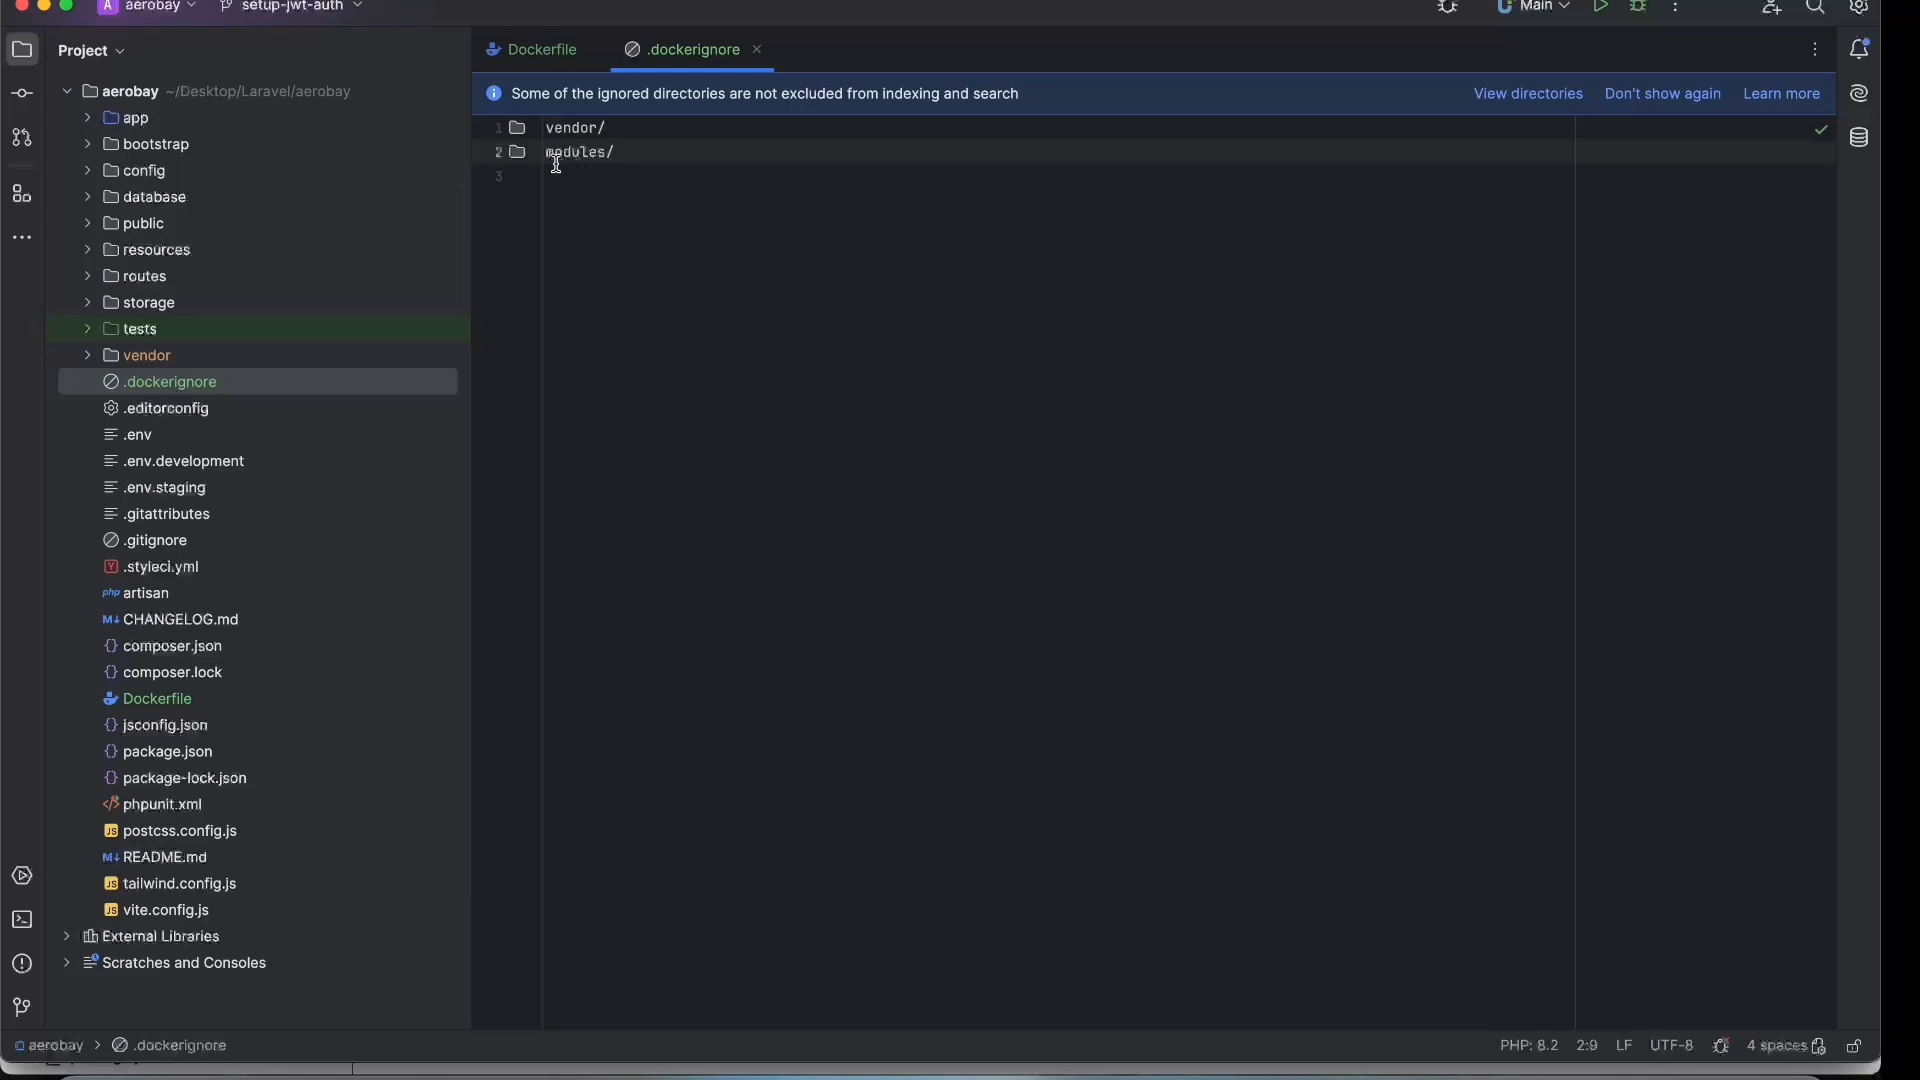 A aerobay setup-jwt-auth Main
Project
Dockerfile .dockerignore
Some of the ignored directories are not excluded from indexing and search View directories Don't show again Learn more
1 vendor/
2 modules/
3
aerobay ~/Desktop/Laravel/aerobay
app
bootstrap
config
database
public
resources
routes
storage
tests
vendor
.dockerignore
.editorconfig
.env
.env.development
.env.staging
.gitattributes
.gitignore
Y .styleci.yml
php artisan
M↓ CHANGELOG.md
{} composer.json
{} composer.lock
Dockerfile
{} jsconfig.json
{} package.json
{} package-lock.json
</> phpunit.xml
JS postcss.config.js
M↓ README.md
JS tailwind.config.js
JS vite.config.js
External Libraries
Scratches and Consoles
aerobay > .dockerignore PHP: 8.2 2:9 LF UTF-8 4 spaces